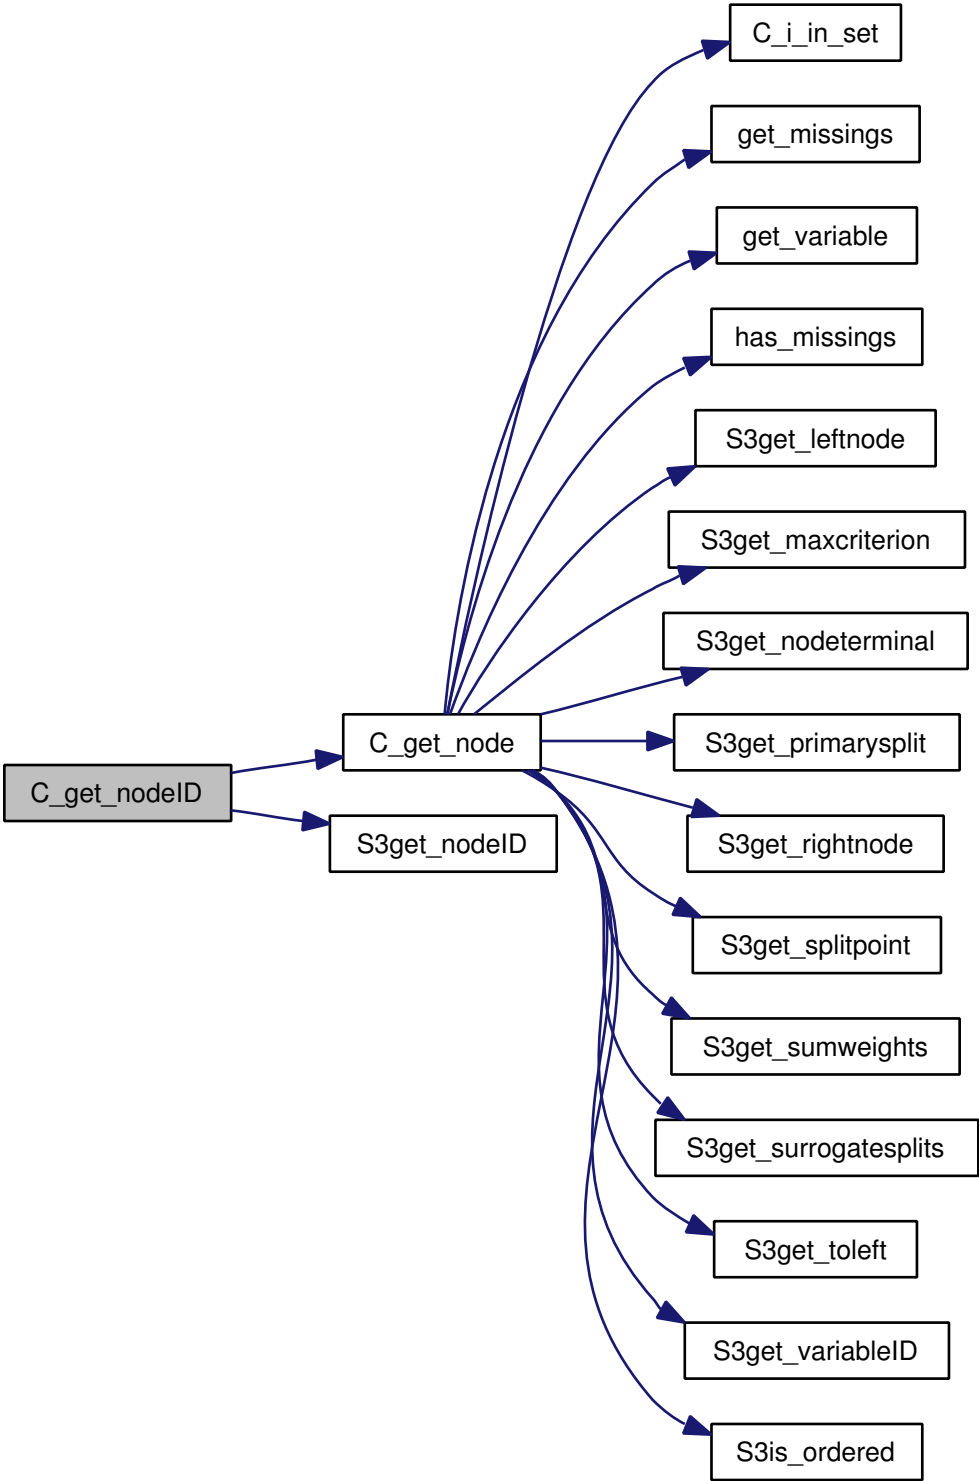 C_i_in_set
get_missings
get_variable
has_missings
S3get_leftnode
S3get_maxcriterion
S3get_nodeterminal
C_get_node
S3get_primarysplit
C_get_nodeID
S3get_nodeID
S3get_rightnode
S3get_splitpoint
S3get_sumweights
S3get_surrogatesplits
S3get_toleft
S3get_variableID
S3is_ordered